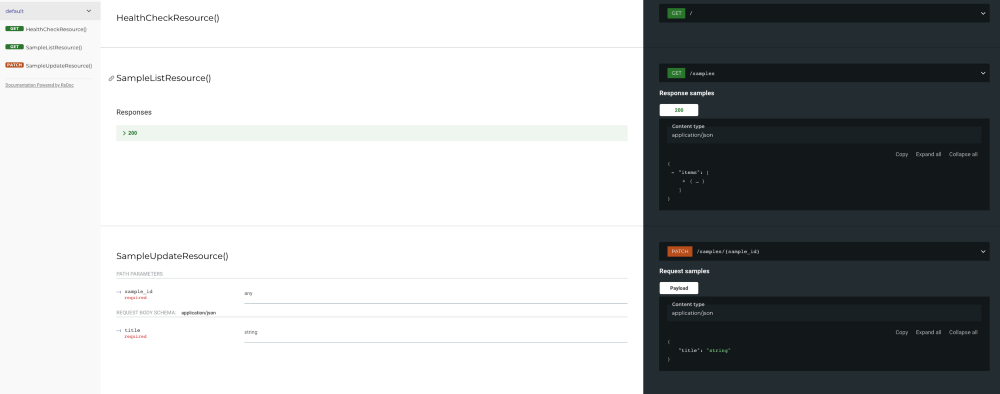 default
GET HealthCheckResource()
GET SampleListResource()
PATCH SampleUpdateResource()
Documentation Powered by ReDoc
HealthCheckResource()
GET /
SampleListResource()
Responses
200
GET /samples
Response samples
200
Content type
application/json
Copy Expand all Collapse all
{
- "items": [
+ { … }
]
}
SampleUpdateResource()
PATH PARAMETERS
sample_id
required
any
REQUEST BODY SCHEMA: application/json
title
required
string
PATCH /samples/{sample_id}
Request samples
Payload
Content type
application/json
Copy Expand all Collapse all
{
"title": "string"
}